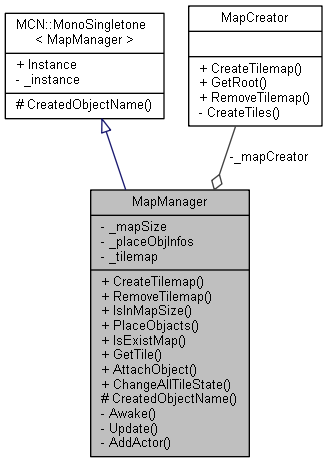 MCN::MonoSingletone
< MapManager >
+ Instance
- _instance
# CreatedObjectName()
MapCreator
+ CreateTilemap()
+ GetRoot()
+ RemoveTilemap()
- CreateTiles()
-_mapCreator
MapManager
- _mapSize
- _placeObjInfos
- _tilemap
+ CreateTilemap()
+ RemoveTilemap()
+ IsInMapSize()
+ PlaceObjacts()
+ IsExistMap()
+ GetTile()
+ AttachObject()
+ ChangeAllTileState()
# CreatedObjectName()
- Awake()
- Update()
- AddActor()